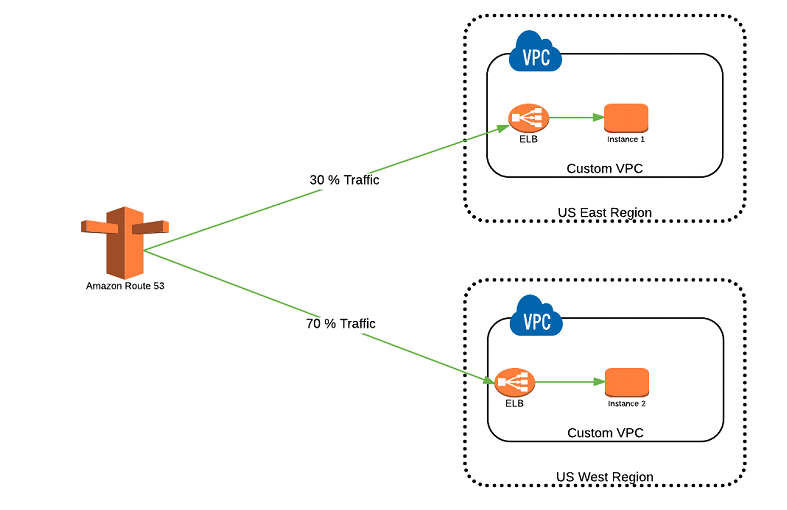 VPC
ELB
Instance 1
Custom VPC
US East Region
30 % Traffic
Amazon Route 53
70 % Traffic
VPC
ELB
Instance 2
Custom VPC
US West Region